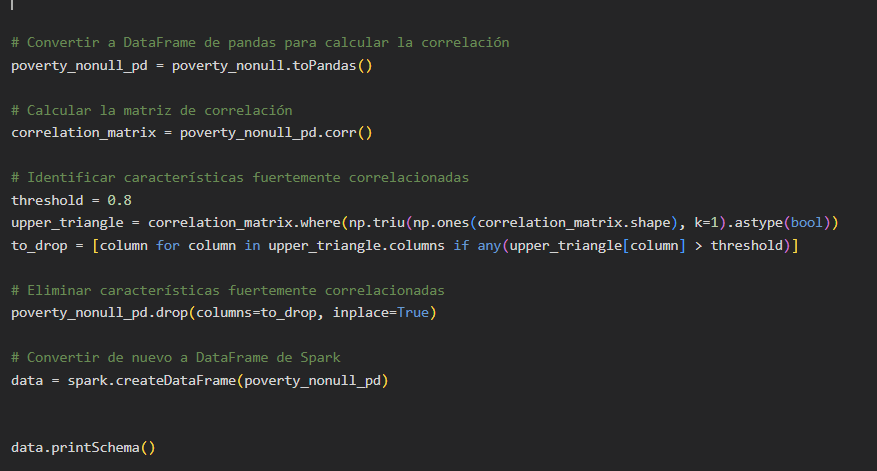 # Convertir a DataFrame de pandas para calcular la correlación
poverty_nonull_pd = poverty_nonull.toPandas()
# Calcular la matriz de correlación
correlation_matrix = poverty_nonull_pd.corr()
# Identificar características fuertemente correlacionadas
threshold = 0.8
upper_triangle = correlation_matrix.where(np.triu(np.ones(correlation_matrix.shape), k=1).astype(bool))
to_drop = [column for column in upper_triangle.columns if any(upper_triangle[column] > threshold)]
# Eliminar características fuertemente correlacionadas
poverty_nonull_pd.drop(columns=to_drop, inplace=True)
# Convertir de nuevo a DataFrame de Spark
data = spark.createDataFrame(poverty_nonull_pd)
data.printSchema()